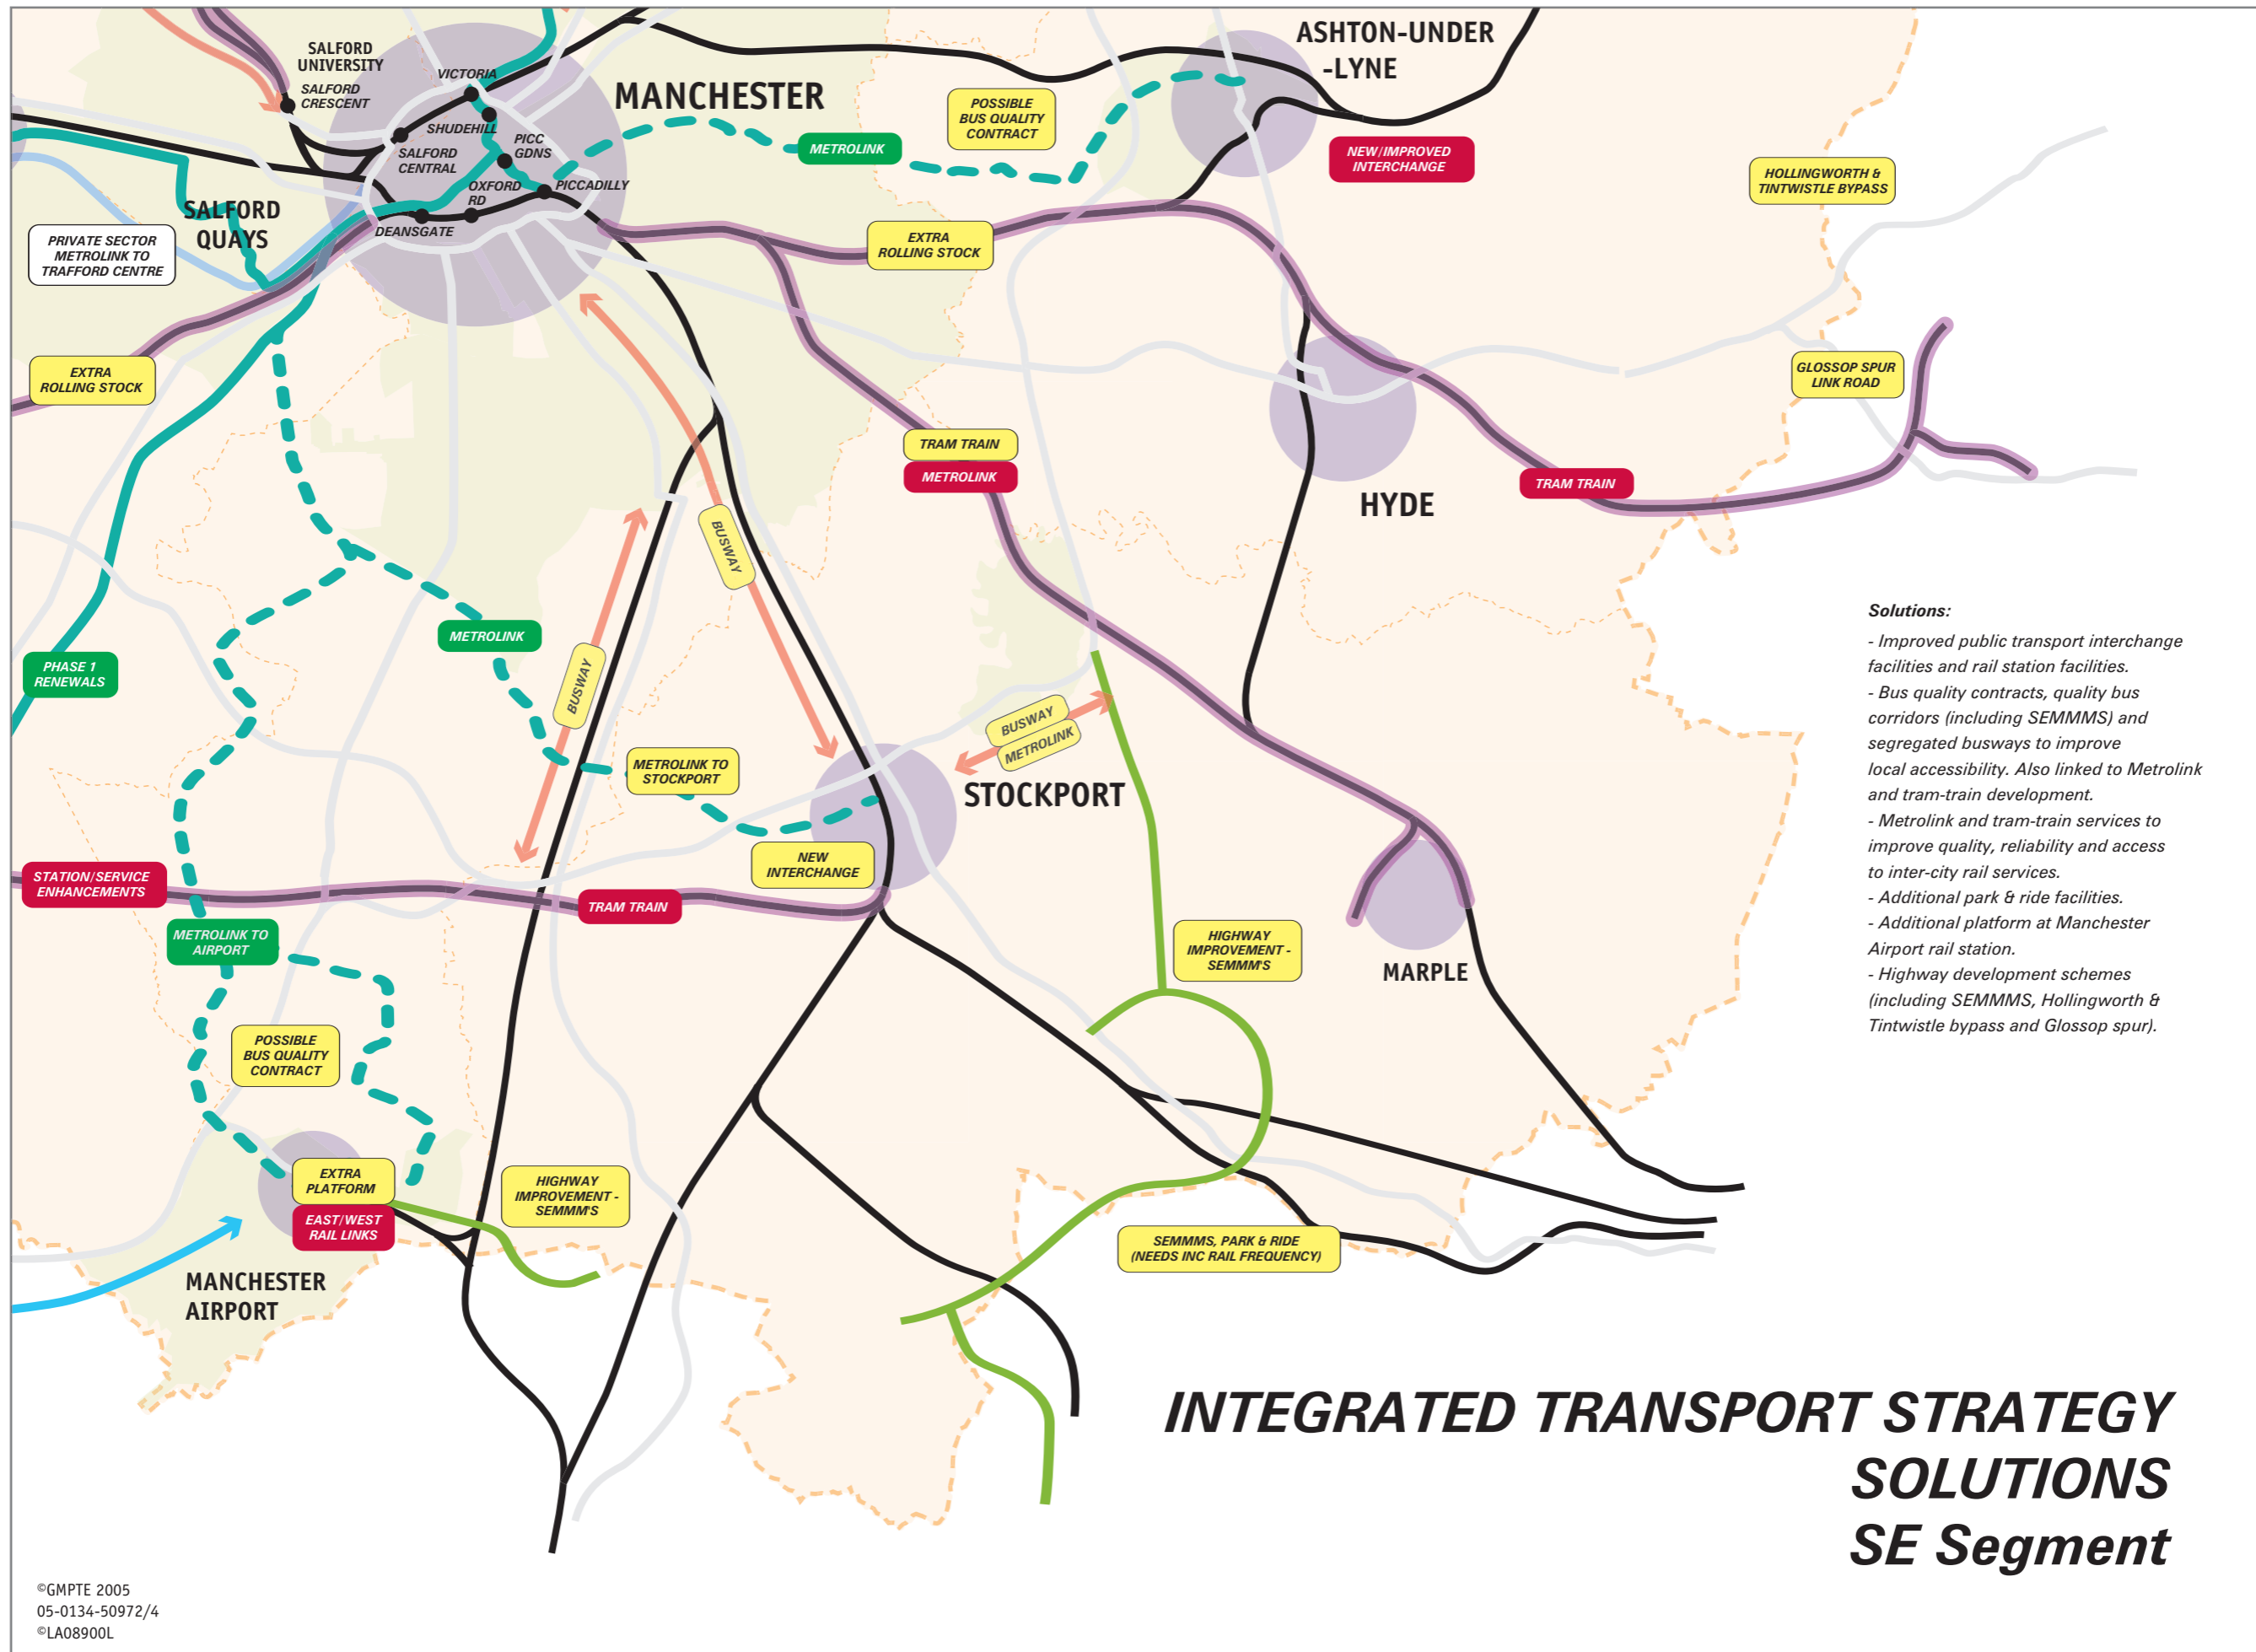 ASHTON-UNDER
-LYNE
SALFORD
UNIVERSITY
SALFORD
CRESCENT
VICTORIA
MANCHESTER
SHUDEHILL
PICC
GDNS
SALFORD
CENTRAL
OXFORD
RD
PICCADILLY
DEANSGATE
METROLINK
POSSIBLE
BUS QUALITY
CONTRACT
NEW/IMPROVED
INTERCHANGE
HOLLINGWORTH &
TINTWISTLE BYPASS
SALFORD
QUAYS
PRIVATE SECTOR
METROLINK TO
TRAFFORD CENTRE
EXTRA
ROLLING STOCK
EXTRA
ROLLING STOCK
GLOSSOP SPUR
LINK ROAD
TRAM TRAIN
METROLINK
HYDE
TRAM TRAIN
BUSWAY
METROLINK
BUSWAY
PHASE 1
RENEWALS
BUSWAY
METROLINK
METROLINK TO
STOCKPORT
STOCKPORT
NEW
INTERCHANGE
STATION/SERVICE
ENHANCEMENTS
TRAM TRAIN
METROLINK TO
AIRPORT
HIGHWAY
IMPROVEMENT -
SEMMM'S
MARPLE
POSSIBLE
BUS QUALITY
CONTRACT
EXTRA
PLATFORM
EAST/WEST
RAIL LINKS
HIGHWAY
IMPROVEMENT -
SEMMM'S
SEMMMS, PARK & RIDE
(NEEDS INC RAIL FREQUENCY)
MANCHESTER
AIRPORT
Solutions:
- Improved public transport interchange
facilities and rail station facilities.
- Bus quality contracts, quality bus
corridors (including SEMMMS) and
segregated busways to improve
local accessibility. Also linked to Metrolink
and tram-train development.
- Metrolink and tram-train services to
improve quality, reliability and access
to inter-city rail services.
- Additional park & ride facilities.
- Additional platform at Manchester
Airport rail station.
- Highway development schemes
(including SEMMMS, Hollingworth &
Tintwistle bypass and Glossop spur).
INTEGRATED TRANSPORT STRATEGY
SOLUTIONS
SE Segment
©GMPTE 2005
05-0134-50972/4
©LA08900L